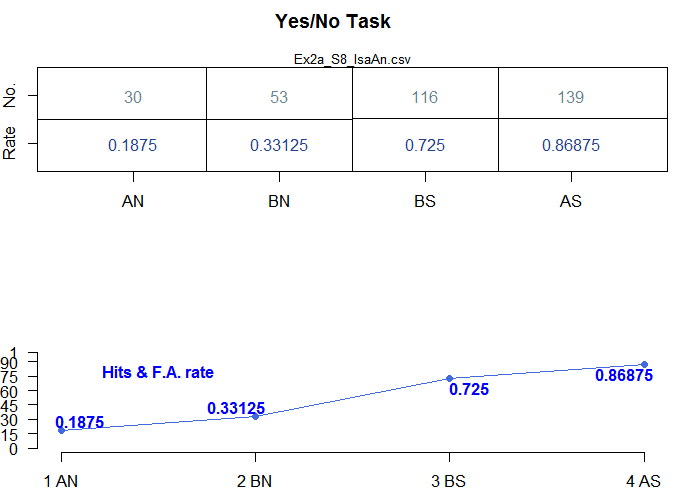 Yes/No Task
Ex2a_S8_IsaAn.csv
No. 30 53 116 139
Rate 0.1875 0.33125 0.725 0.86875
AN BN BS AS
Hits & F.A. rate
1
90
75
60
45
30
15
0
0.1875 0.33125 0.725 0.86875
1 AN 2 BN 3 BS 4 AS